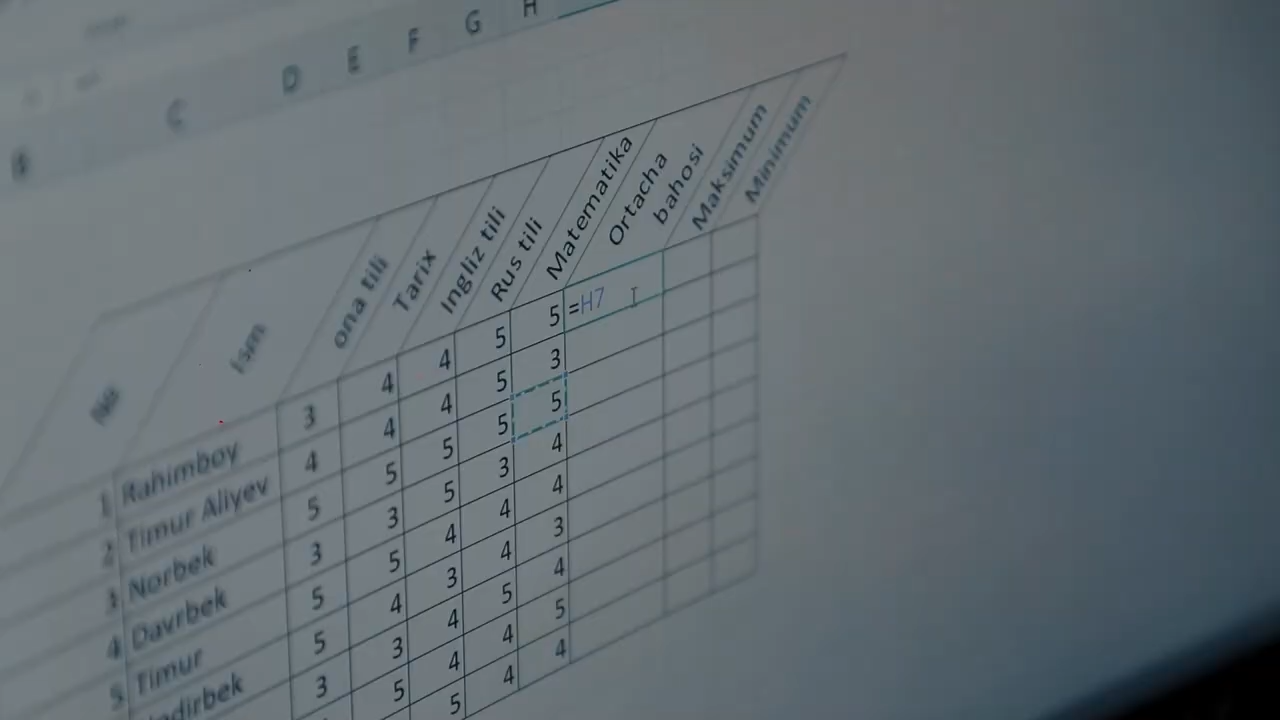 B C D E F G H
№ Ism ona tili Tarix Ingliz tili Rus tili Matematika Ortacha bahosi Maksimum Minimum
1 Rahimboy 3 4 4 5 5 =H7
2 Timur Aliyev 4 4 4 5 3
3 Norbek 5 5 5 5 5
4 Davrbek 3 3 5 3 4
5 Timur 5 5 4 4 4
5 4 3 4 3
3 3 4 5 4
5 4 4 5
5 4 4